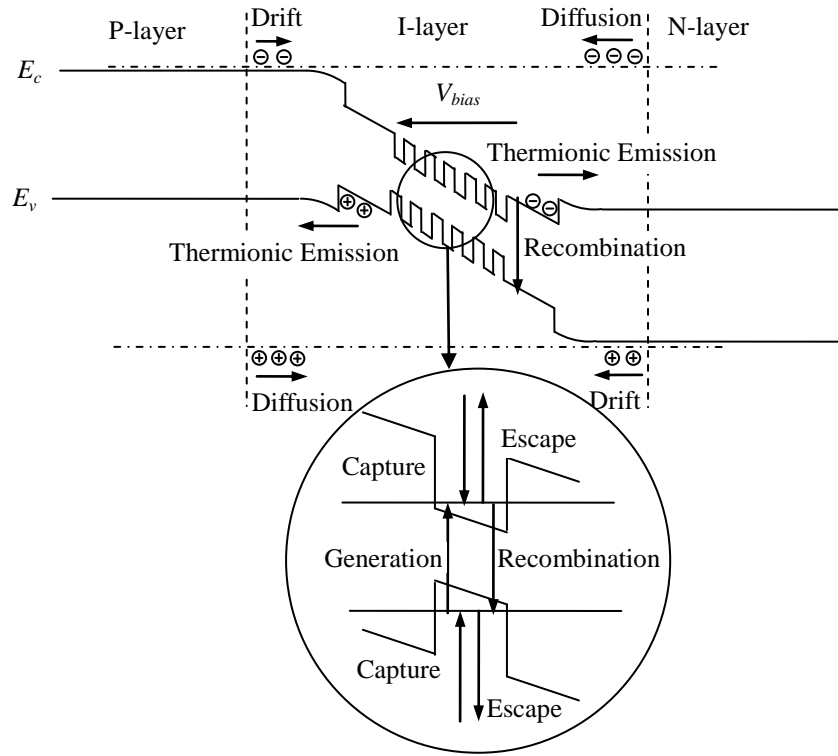 P-layer
Drift
I-layer
Diffusion
N-layer
⊖ ⊖
⊖ ⊖ ⊖
E_c
V_bias
Thermionic Emission
E_v
⊕ ⊕
⊖ ⊖
Thermionic Emission
Recombination
⊕ ⊕ ⊕
⊕ ⊕
Diffusion
Drift
Capture
Escape
Generation
Recombination
Capture
Escape